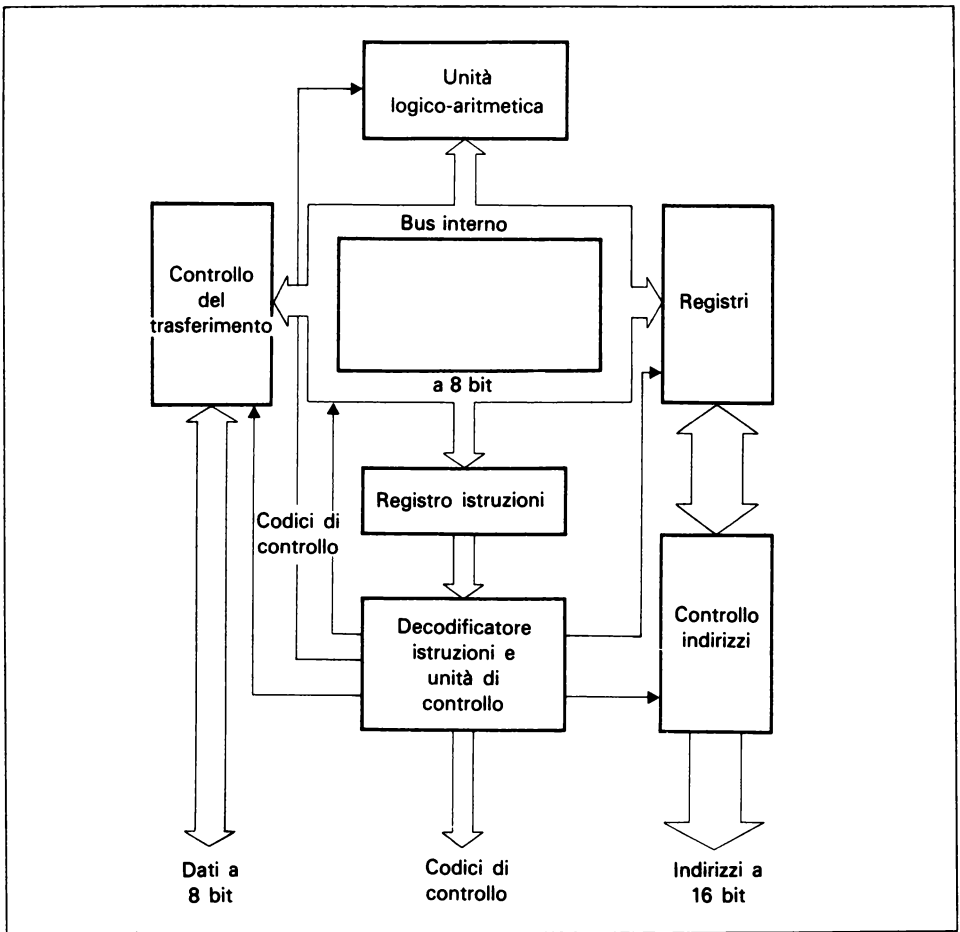 Unità
logico-aritmetica
Bus interno
Controllo
del
trasferimento
Registri
a 8 bit
Registro istruzioni
Codici di
controllo
Decodificatore
istruzioni e
unità di
controllo
Controllo
indirizzi
Dati a
8 bit
Codici di
controllo
Indirizzi a
16 bit